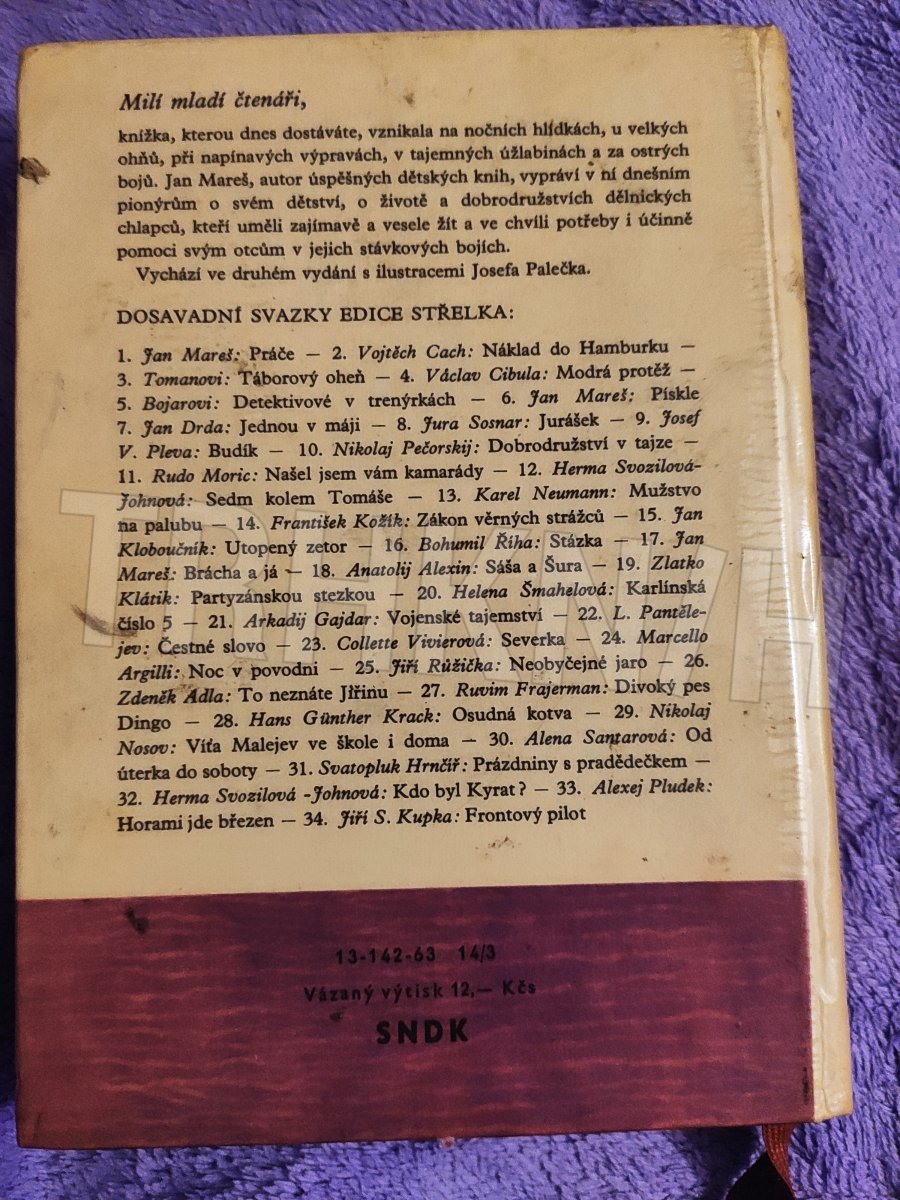 Milí mladí čtenáři,
knížka, kterou dnes dostáváte, vznikala na nočních hlídkách, u velkých
ohňů, při napínavých výpravách, v tajemných úžlabinách a za ostrých
bojů. Jan Mareš, autor úspěšných dětských knih, vypráví v ní dnešním
pionýrům o svém dětství, o životě a dobrodružstvích dělnických
chlapců, kteří uměli zajímavě a vesele žít a ve chvíli potřeby i účinně
pomoci svým otcům v jejich stávkových bojích.
Vychází ve druhém vydání s ilustracemi Josefa Palečka.
DOSAVADNÍ SVAZKY EDICE STŘELKA:
1. Jan Mareš: Práče — 2. Vojtěch Cach: Náklad do Hamburku —
3. Tomanovi: Táborový oheň — 4. Václav Cibula: Modrá protěž —
5. Bojarovi: Detektivové v trenýrkách — 6. Jan Mareš: Pískle
7. Jan Drda: Jednou v máji — 8. Jura Sosnar: Jurášek — 9. Josef
V. Pleva: Budík — 10. Nikolaj Pečorskij: Dobrodružství v tajze —
11. Rudo Moric: Našel jsem vám kamarády — 12. Herma Svozilová-
Johnová: Sedm kolem Tomáše — 13. Karel Neumann: Mužstvo
na palubu — 14. František Kožík: Zákon věrných strážců — 15. Jan
Kloboučník: Utopený zetor — 16. Bohumil Říha: Stázka — 17. Jan
Mareš: Brácha a já — 18. Anatolij Alexin: Sáša a Šura — 19. Zlatko
Klátik: Partyzánskou stezkou — 20. Helena Šmahelová: Karlínská
číslo 5 — 21. Arkadij Gajdar: Vojenské tajemství — 22. L. Pantěle-
jev: Čestné slovo — 23. Collette Vivierová: Severka — 24. Marcello
Argilli: Noc v povodni — 25. Jiří Růžička: Neobyčejné jaro — 26.
Zdeněk Adla: To neznáte Jiřinu — 27. Ruvim Frajerman: Divoký pes
Dingo — 28. Hans Günther Krack: Osudná kotva — 29. Nikolaj
Nosov: Víťa Malejev ve škole i doma — 30. Alena Santarová: Od
úterka do soboty — 31. Svatopluk Hrnčíř: Prázdniny s pradědečkem —
32. Herma Svozilová -Johnová: Kdo byl Kyrat? — 33. Alexej Pludek:
Horami jde březen — 34. Jiří S. Kupka: Frontový pilot
13-142-63 14/3
Vázaný výtisk 12,— Kčs
SNDK